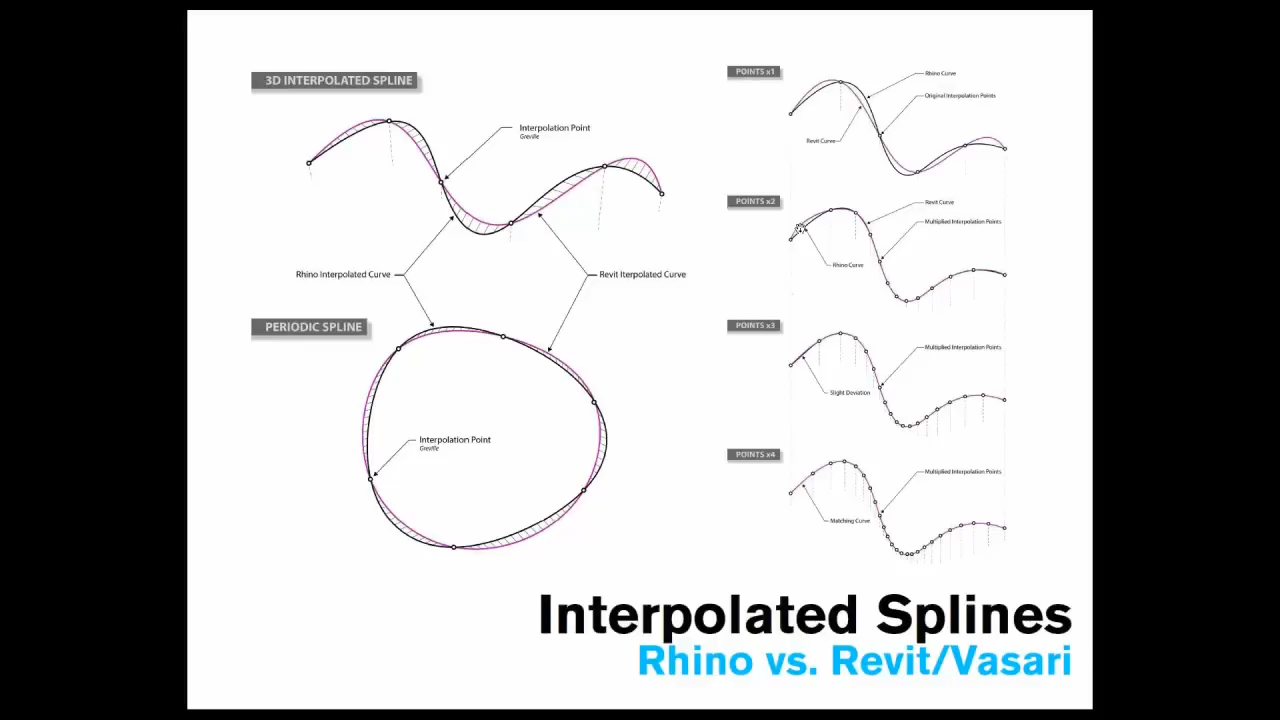 3D INTERPOLATED SPLINE
Interpolation Point
Greville
Rhino Interpolated Curve
Revit Iterpolated Curve
PERIODIC SPLINE
Interpolation Point
Greville
POINTS x1
Rhino Curve
Original Interpolation Points
Revit Curve
POINTS x2
Revit Curve
Multiplied Interpolation Points
Rhino Curve
POINTS x3
Multiplied Interpolation Points
Slight Deviation
POINTS x4
Multiplied Interpolation Points
Matching Curve
Interpolated Splines
Rhino vs. Revit/Vasari